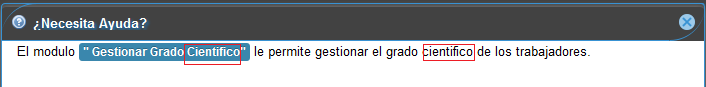 ¿Necesita Ayuda?
El modulo " Gestionar Grado Cientifico" le permite gestionar el grado cientifico de los trabajadores.